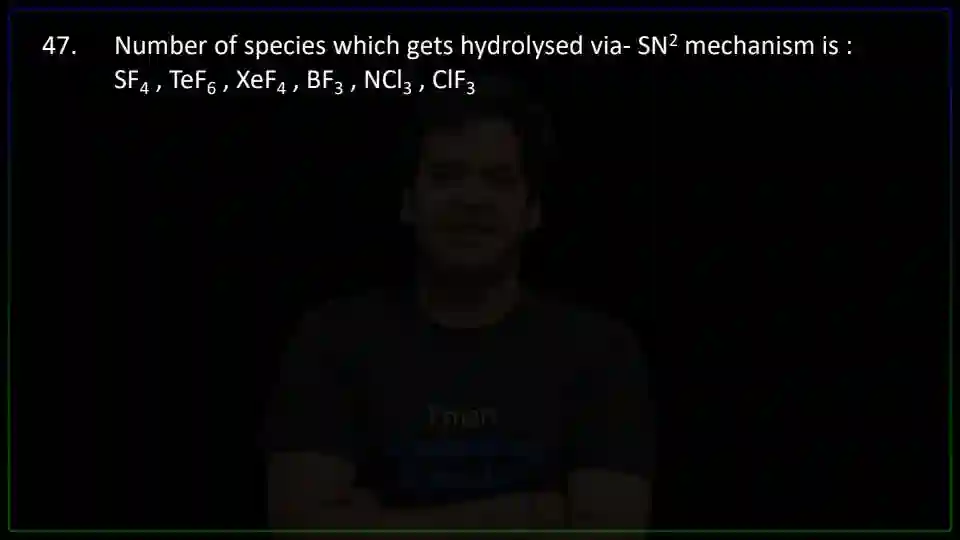 47. Number of species which gets hydrolysed via- SN² mechanism is :
SF₄ , TeF₆ , XeF₄ , BF₃ , NCl₃ , ClF₃